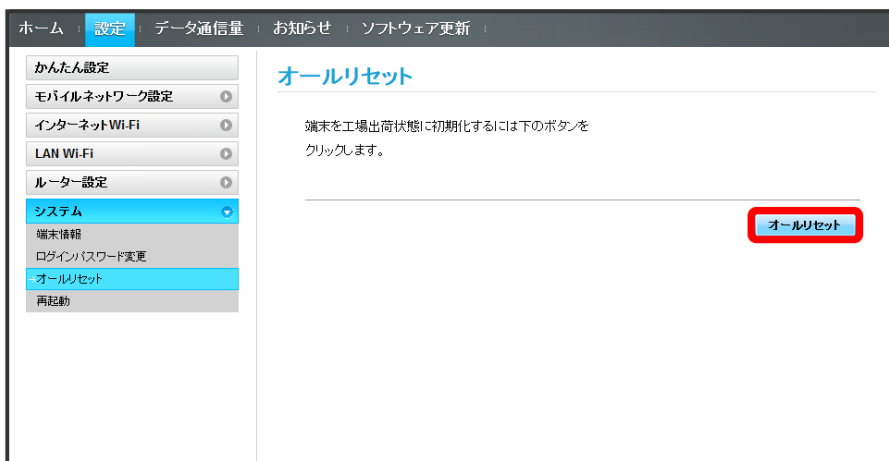 ホーム 設定 データ通信量 お知らせ ソフトウェア更新
かんたん設定
モバイルネットワーク設定
インターネットWi-Fi
LAN Wi-Fi
ルーター設定
システム
端末情報
ログインパスワード変更
オールリセット
再起動
オールリセット
端末を工場出荷状態に初期化するには下のボタンを
クリックします。
オールリセット